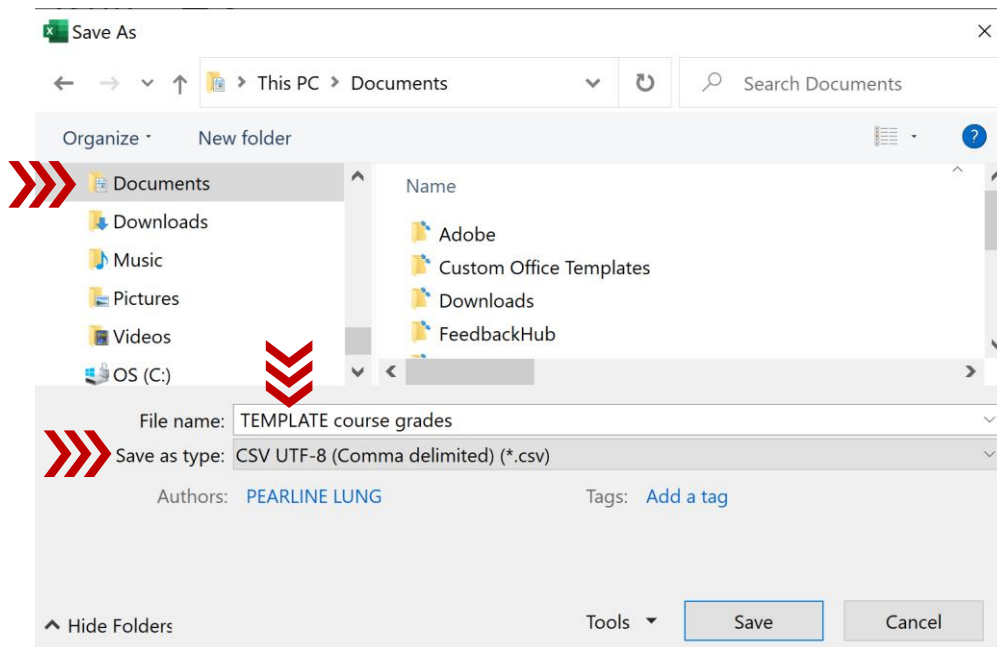 Save As
This PC > Documents
Search Documents
Organize
New folder
Documents
Downloads
Music
Pictures
Videos
OS (C:)
Name
Adobe
Custom Office Templates
Downloads
FeedbackHub
File name: TEMPLATE course grades
Save as type: CSV UTF-8 (Comma delimited) (*.csv)
Authors: PEARLINE LUNG
Tags: Add a tag
Hide Folders
Tools
Save
Cancel